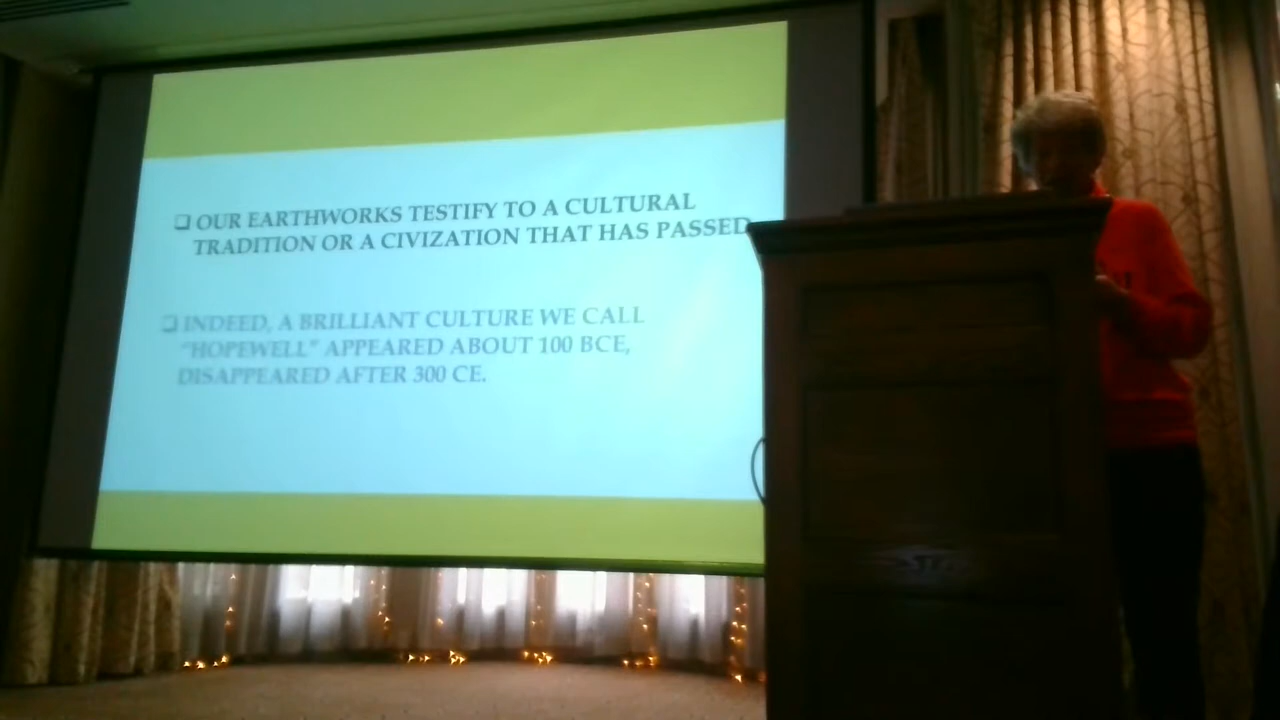 ❑ OUR EARTHWORKS TESTIFY TO A CULTURAL
TRADITION OR A CIVIZATION THAT HAS PASSED
❑ INDEED, A BRILLIANT CULTURE WE CALL
"HOPEWELL" APPEARED ABOUT 100 BCE,
DISAPPEARED AFTER 300 CE.